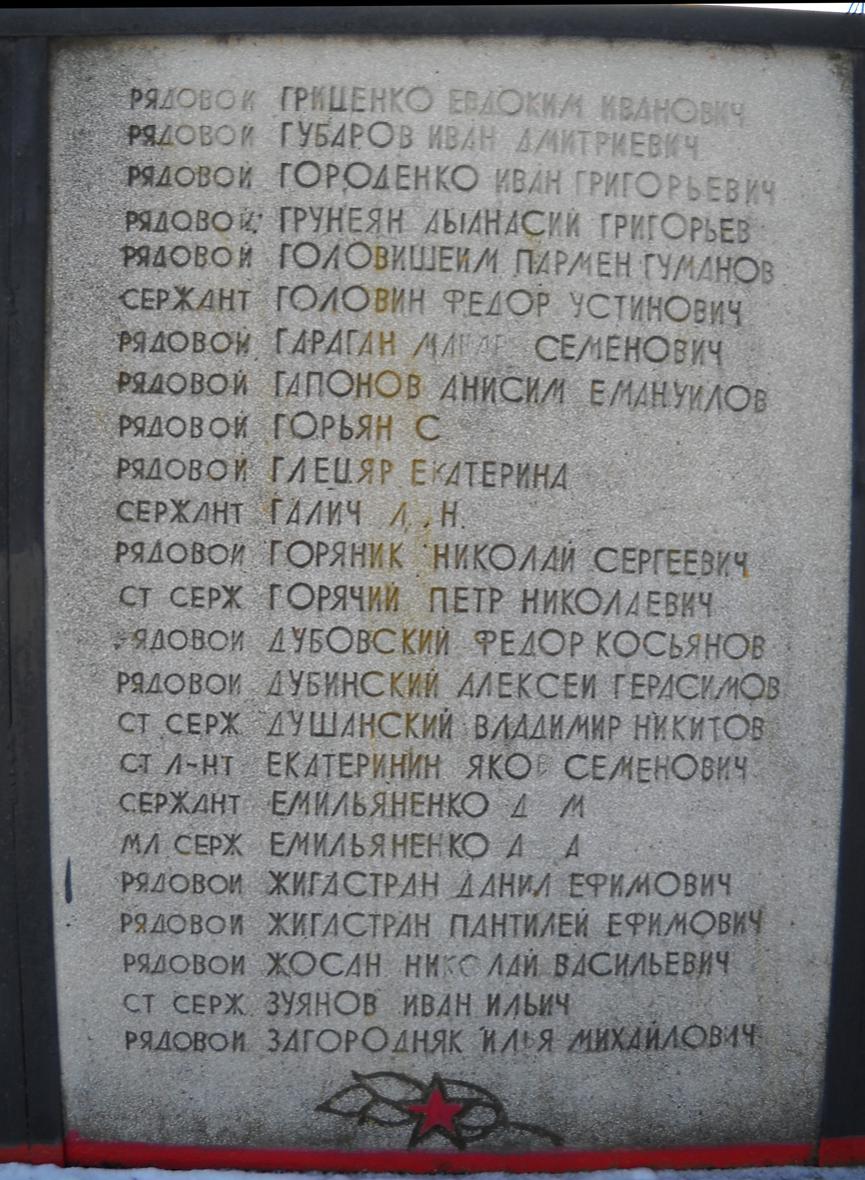 РЯДОВОЙ ГРИЦЕНКО ЕВДОКИМ ИВАНОВИЧ
РЯДОВОЙ ГУБАРОВ ИВАН ДМИТРИЕВИЧ
РЯДОВОЙ ГОРОДЕНКО ИВАН ГРИГОРЬЕВИЧ
РЯДОВОЙ ГРУНЕЯН АЫАНАСИЙ ГРИГОРЬЕВ
РЯДОВОЙ ГОЛОВИШЕИМ ПАРМЕН ГУМАНОВ
СЕРЖАНТ ГОЛОВИН ФЕДОР УСТИНОВИЧ
РЯДОВОЙ ГАРАГАН МАКАР СЕМЕНОВИЧ
РЯДОВОЙ ГАПОНОВ АНИСИМ ЕМАНУИЛОВ
РЯДОВОЙ ГОРЬЯН С
РЯДОВОЙ ГЛЕЦЯР ЕКАТЕРИНА
СЕРЖАНТ ГАЛИЧ Л. Н.
РЯДОВОЙ ГОРЯНИК НИКОЛАЙ СЕРГЕЕВИЧ
СТ СЕРЖ ГОРЯЧИЙ ПЕТР НИКОЛАЕВИЧ
РЯДОВОЙ ДУБОВСКИЙ ФЕДОР КОСЬЯНОВ
РЯДОВОЙ ДУБИНСКИЙ АЛЕКСЕЙ ГЕРАСИМОВ
СТ СЕРЖ ДУШАНСКИЙ ВЛАДИМИР НИКИТОВ
СТ Л-НТ ЕКАТЕРИНИН ЯКОВ СЕМЕНОВИЧ
СЕРЖАНТ ЕМИЛЬЯНЕНКО Д М
МЛ СЕРЖ ЕМИЛЬЯНЕНКО А А
РЯДОВОЙ ЖИГАСТРАН ДАНИЛ ЕФИМОВИЧ
РЯДОВОЙ ЖИГАСТРАН ПАНТИЛЕЙ ЕФИМОВИЧ
РЯДОВОЙ ЖОСАН НИКОЛАЙ ВАСИЛЬЕВИЧ
СТ СЕРЖ ЗУЯНОВ ИВАН ИЛЬИЧ
РЯДОВОЙ ЗАГОРОДНЯК ИЛЬЯ МИХАЙЛОВИЧ